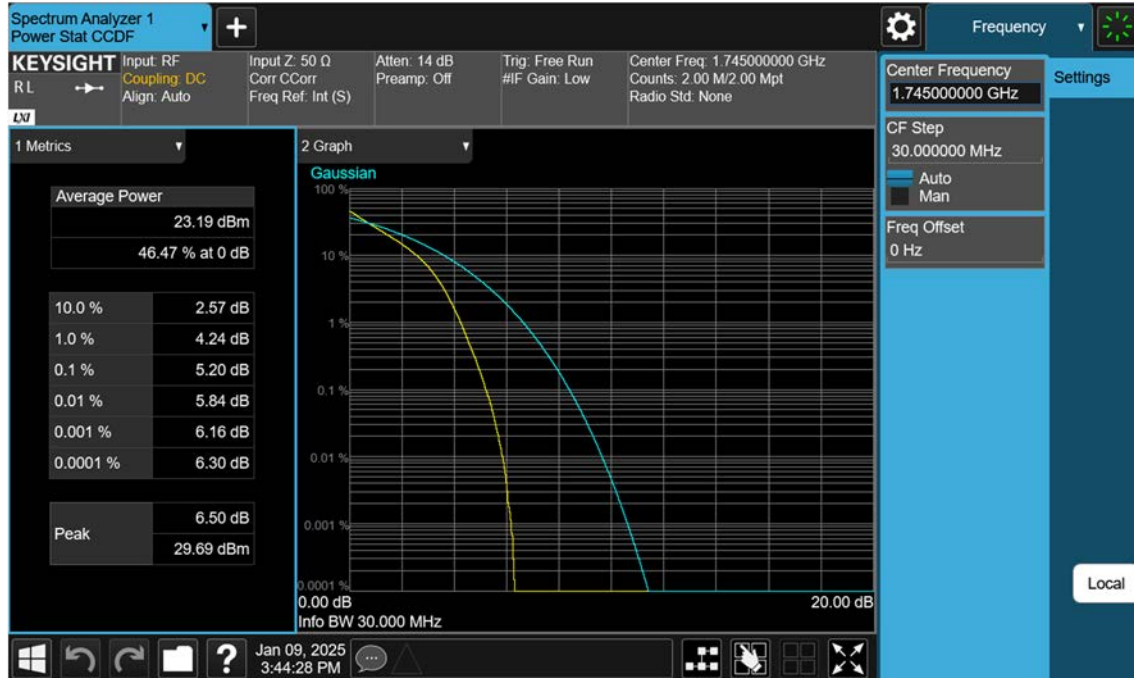 Spectrum Analyzer 1
Power Stat CCDF
+
Frequency
KEYSIGHT
R L
LXI
Input: RF
Coupling: DC
Align: Auto
Input Z: 50 Ω
Corr CCorr
Freq Ref: Int (S)
Atten: 14 dB
Preamp: Off
Trig: Free Run
#IF Gain: Low
Center Freq: 1.745000000 GHz
Counts: 2.00 M/2.00 Mpt
Radio Std: None
Center Frequency
1.745000000 GHz
Settings
CF Step
30.000000 MHz
Auto
Man
Freq Offset
0 Hz
Local
1 Metrics
Average Power
23.19 dBm
46.47 % at 0 dB
10.0 % 2.57 dB
1.0 % 4.24 dB
0.1 % 5.20 dB
0.01 % 5.84 dB
0.001 % 6.16 dB
0.0001 % 6.30 dB
Peak
6.50 dB
29.69 dBm
2 Graph
Gaussian
100 %
10 %
1 %
0.1 %
0.01 %
0.001 %
0.0001 %
0.00 dB 20.00 dB
Info BW 30.000 MHz
?
Jan 09, 2025
3:44:28 PM